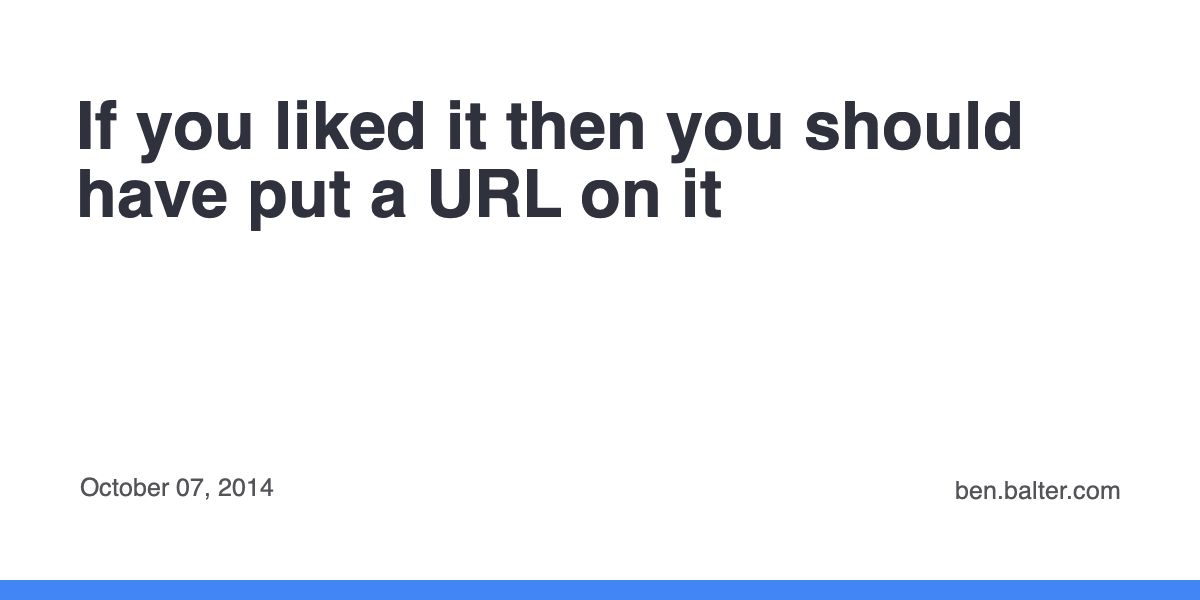 If you liked it then you should
have put a URL on it
October 07, 2014
ben.balter.com